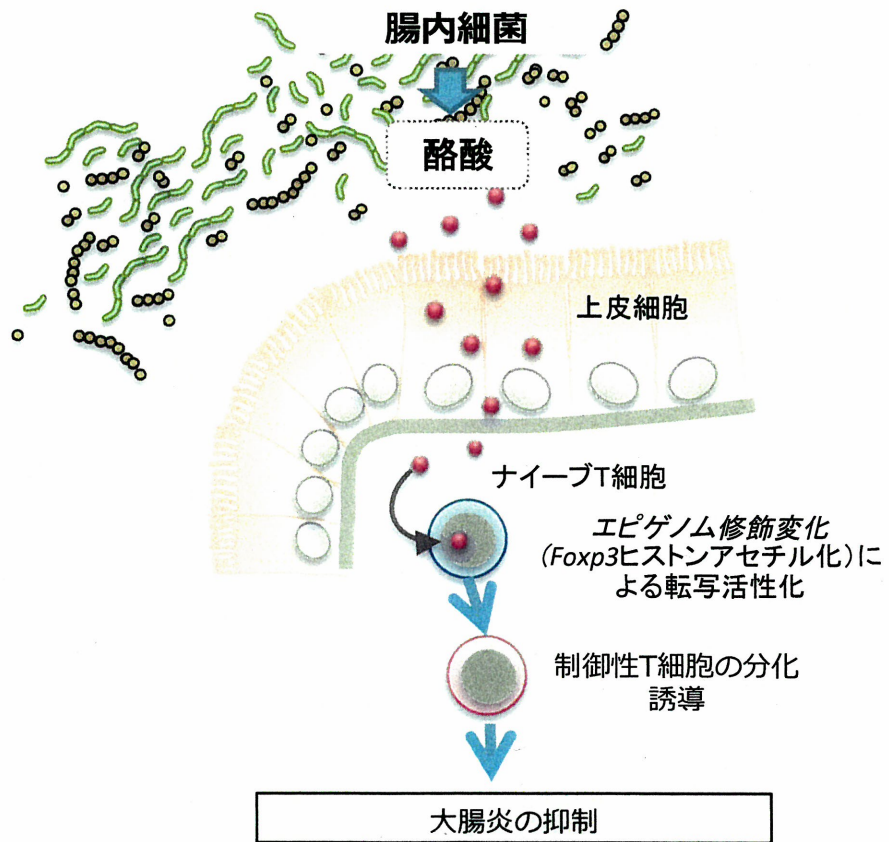 腸内細菌
酪酸
上皮細胞
ナイーブT細胞
エピゲノム修飾変化
(Foxp3ヒストンアセチル化)に
よる転写活性化
制御性T細胞の分化
誘導
大腸炎の抑制